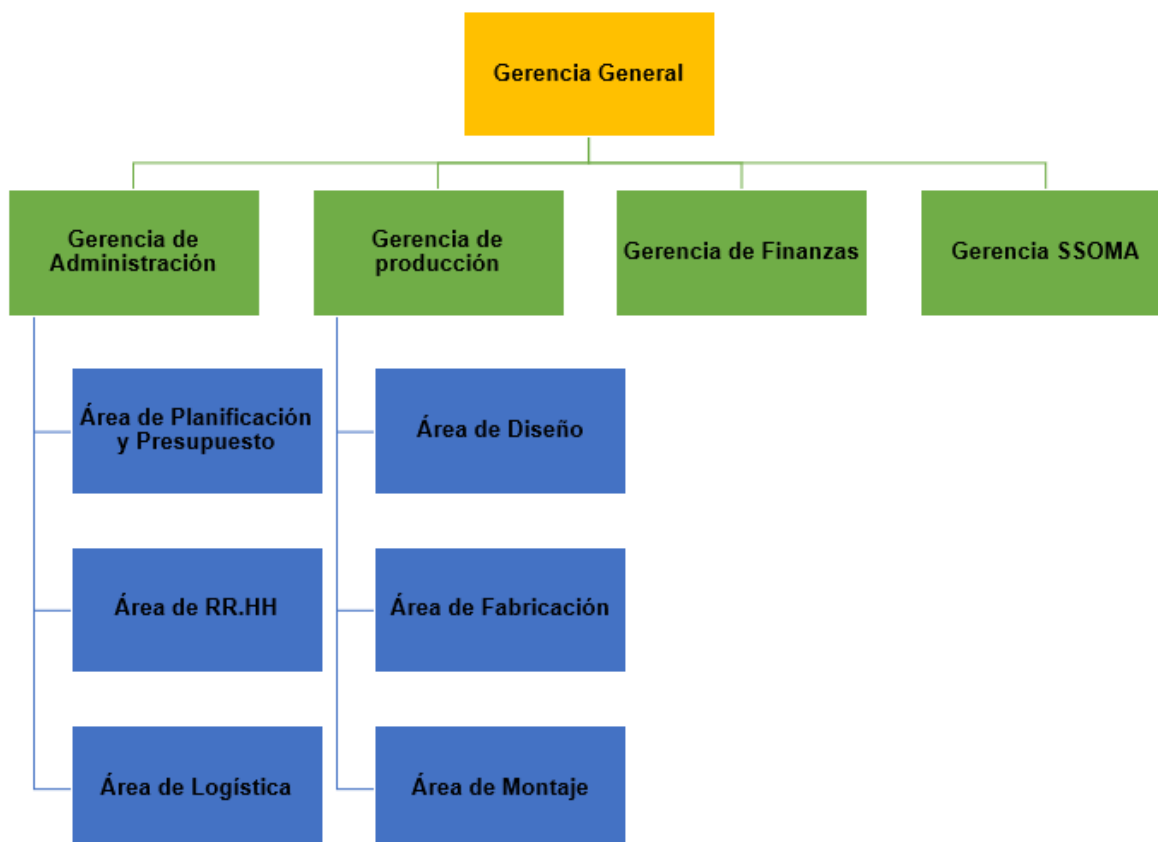 Gerencia General
Gerencia de
Administración
Gerencia de
producción
Gerencia de Finanzas
Gerencia SSOMA
Área de Planificación
y Presupuesto
Área de Diseño
Área de RR.HH
Área de Fabricación
Área de Logística
Área de Montaje